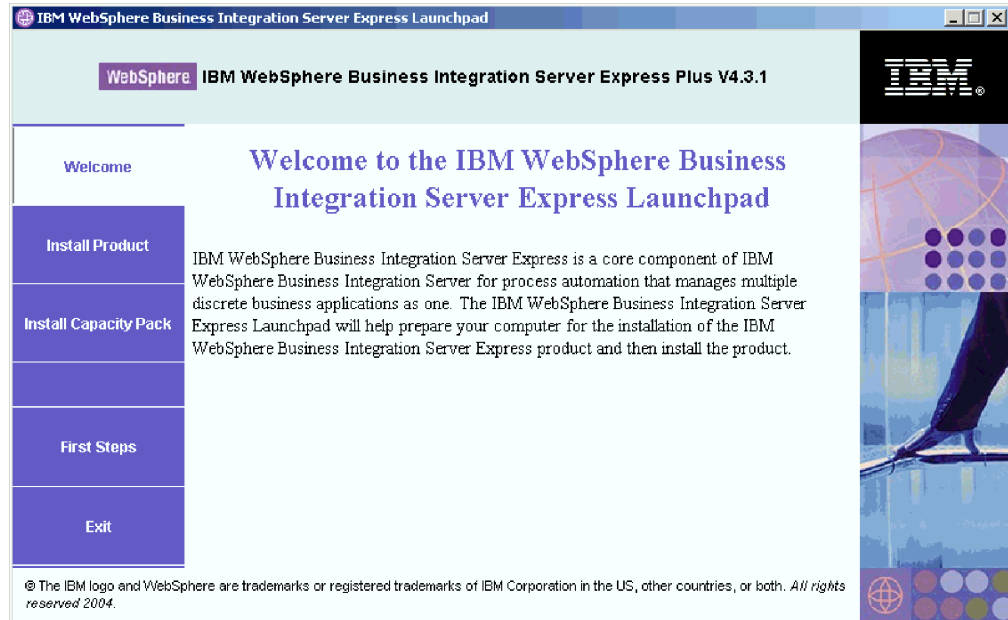 IBM WebSphere Business Integration Server Express Launchpad
WebSphere IBM WebSphere Business Integration Server Express Plus V4.3.1
IBM®
Welcome
Install Product
Install Capacity Pack
First Steps
Exit
Welcome to the IBM WebSphere Business
Integration Server Express Launchpad
IBM WebSphere Business Integration Server Express is a core component of IBM
WebSphere Business Integration Server for process automation that manages multiple
discrete business applications as one. The IBM WebSphere Business Integration Server
Express Launchpad will help prepare your computer for the installation of the IBM
WebSphere Business Integration Server Express product and then install the product.
© The IBM logo and WebSphere are trademarks or registered trademarks of IBM Corporation in the US, other countries, or both. All rights
reserved 2004.